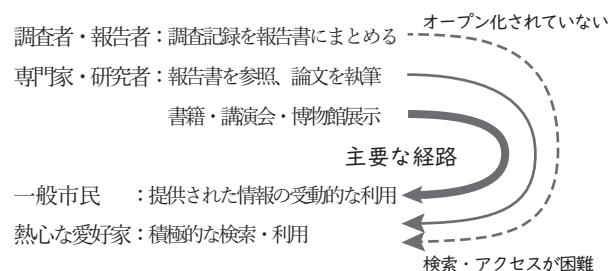 オープン化されていない
調査者・報告者：調査記録を報告書にまとめる
専門家・研究者：報告書を参照、論文を執筆
書籍・講演会・博物館展示
主要な経路
一般市民　：提供された情報の受動的な利用
熱心な愛好家：積極的な検索・利用
検索・アクセスが困難